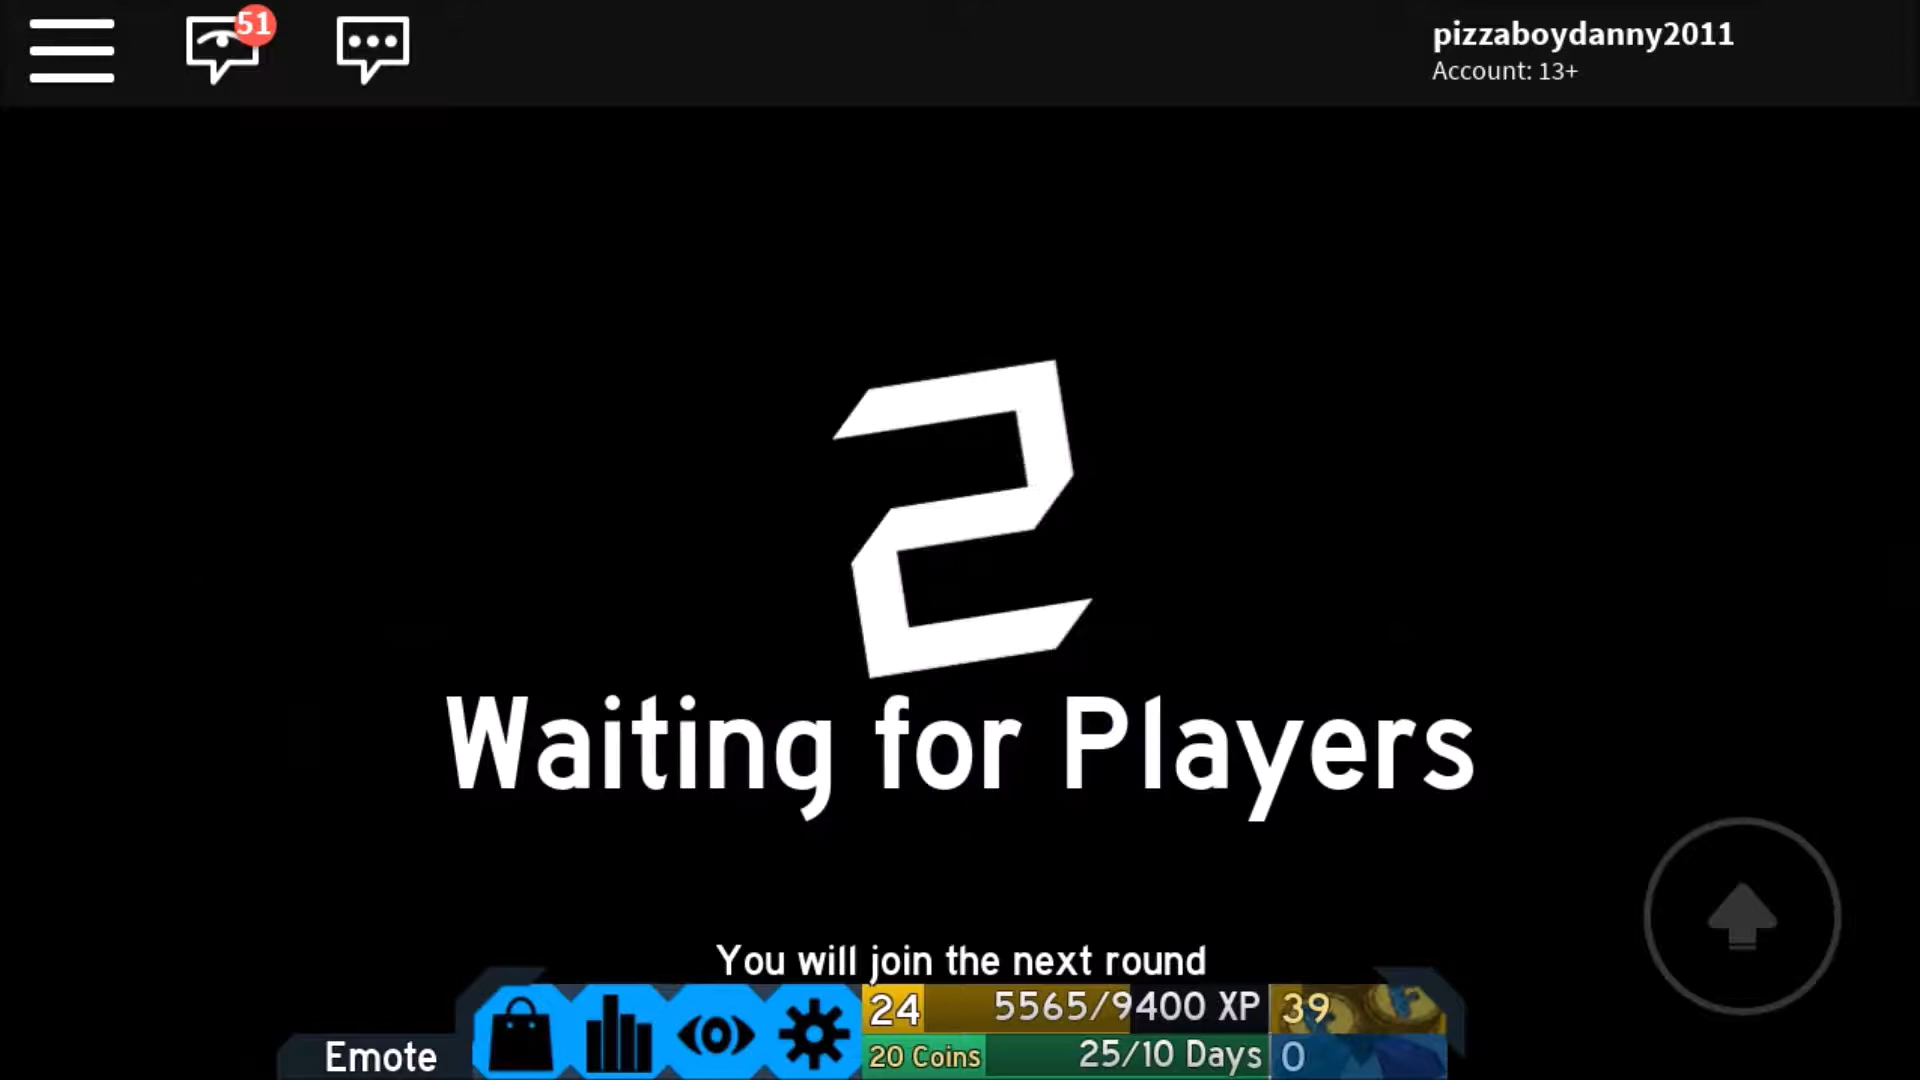 51
pizzaboydanny2011
Account: 13+
2
Waiting for Players
You will join the next round
24 5565/9400 XP 39
Emote 20 Coins 25/10 Days 0